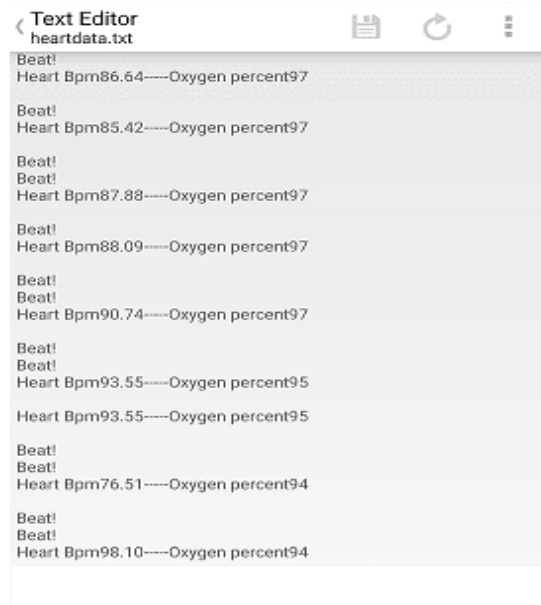 Text Editor
heartdata.txt
Beat!
Heart Bpm86.64-----Oxygen percent97
Beat!
Heart Bpm85.42-----Oxygen percent97
Beat!
Beat!
Heart Bpm87.88-----Oxygen percent97
Beat!
Heart Bpm88.09-----Oxygen percent97
Beat!
Beat!
Heart Bpm90.74-----Oxygen percent97
Beat!
Beat!
Heart Bpm93.55-----Oxygen percent95
Heart Bpm93.55-----Oxygen percent95
Beat!
Beat!
Heart Bpm76.51-----Oxygen percent94
Beat!
Beat!
Heart Bpm98.10-----Oxygen percent94